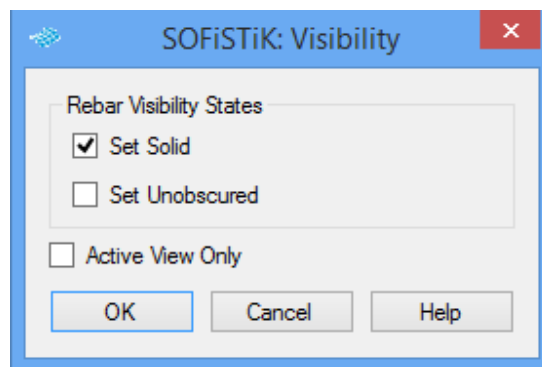 SOFiSTiK: Visibility
Rebar Visibility States
Set Solid
Set Unobscured
Active View Only
OK Cancel Help